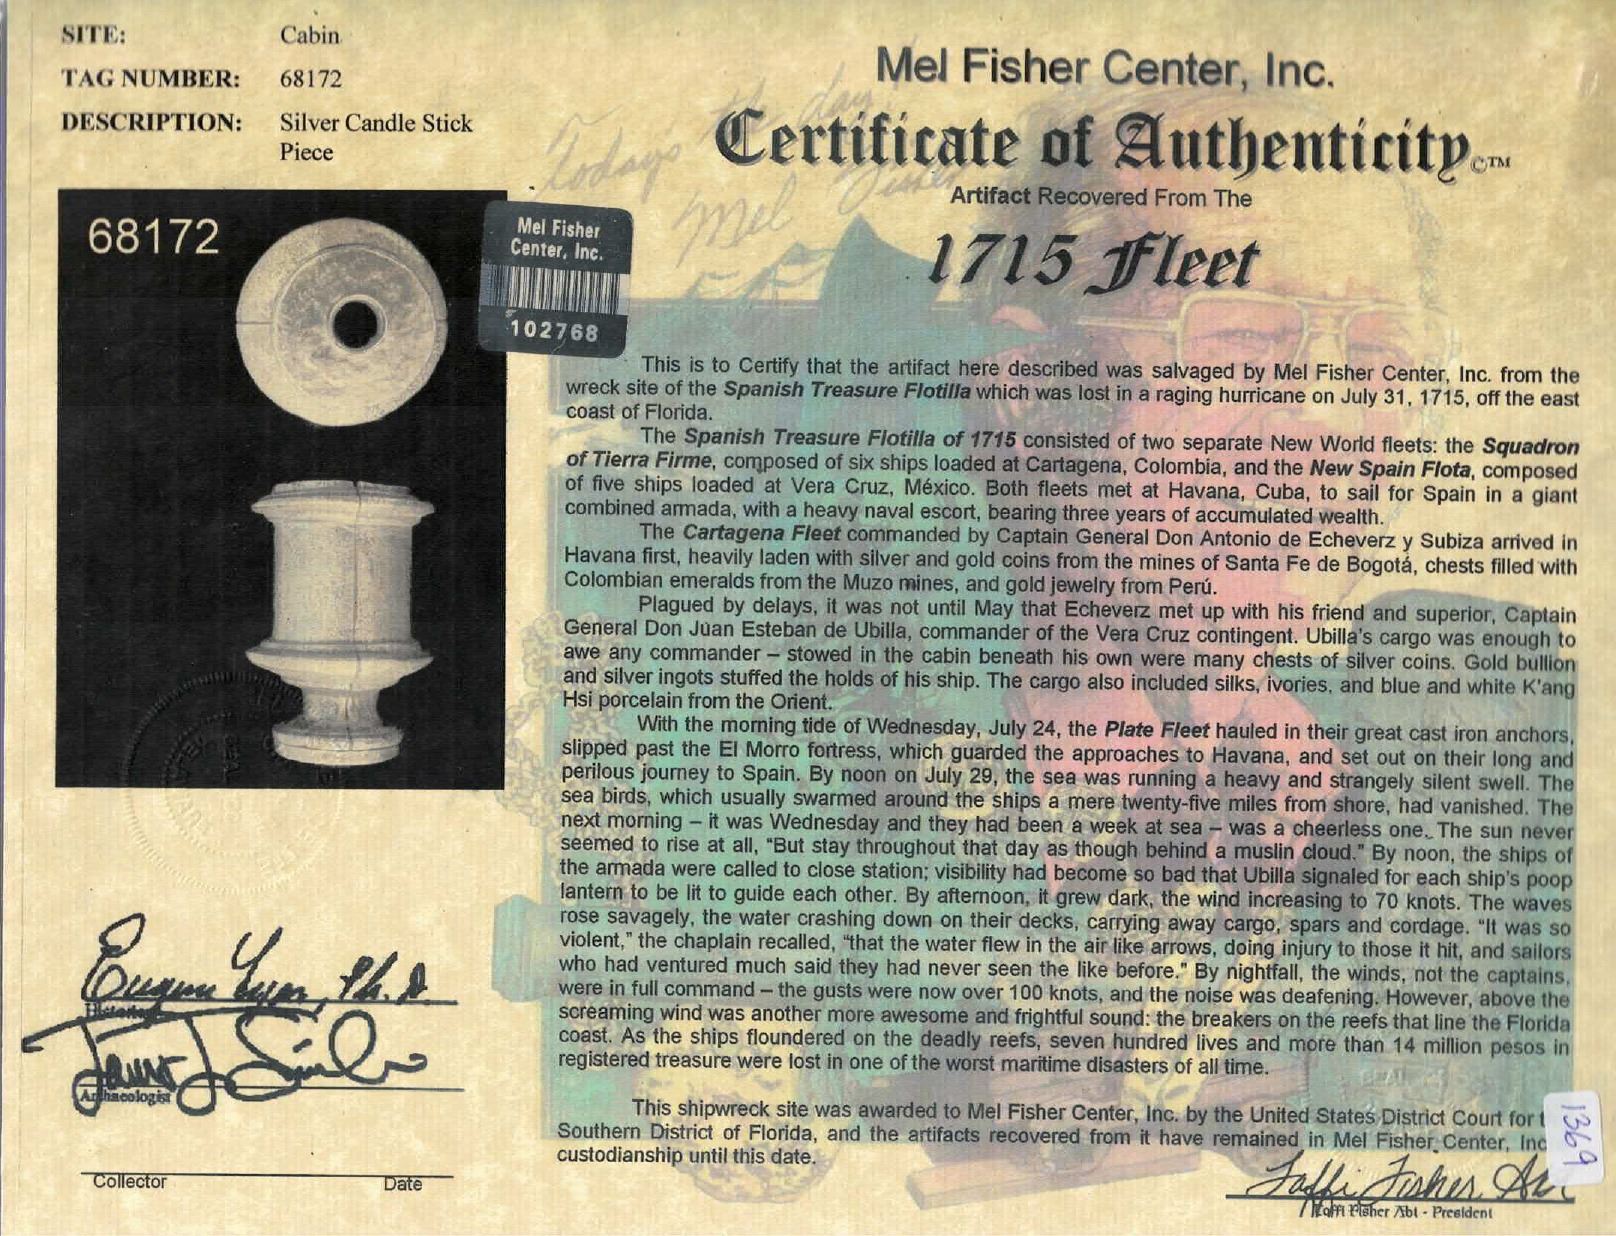 SITE: Cabin
TAG NUMBER: 68172
DESCRIPTION: Silver Candle Stick
Piece
68172
Mel Fisher
Center, Inc.
102768
Mel Fisher Center, Inc.
Todays the day!
Mel Fisher
Certificate of Authenticity©™
Artifact Recovered From The
1715 Fleet
This is to Certify that the artifact here described was salvaged by Mel Fisher Center, Inc. from the
wreck site of the Spanish Treasure Flotilla which was lost in a raging hurricane on July 31, 1715, off the east
coast of Florida.
The Spanish Treasure Flotilla of 1715 consisted of two separate New World fleets: the Squadron
of Tierra Firme, composed of six ships loaded at Cartagena, Colombia, and the New Spain Flota, composed
of five ships loaded at Vera Cruz, México. Both fleets met at Havana, Cuba, to sail for Spain in a giant
combined armada, with a heavy naval escort, bearing three years of accumulated wealth.
The Cartagena Fleet commanded by Captain General Don Antonio de Echeverz y Subiza arrived in
Havana first, heavily laden with silver and gold coins from the mines of Santa Fe de Bogotá, chests filled with
Colombian emeralds from the Muzo mines, and gold jewelry from Perú.
Plagued by delays, it was not until May that Echeverz met up with his friend and superior, Captain
General Don Juan Esteban de Ubilla, commander of the Vera Cruz contingent. Ubilla's cargo was enough to
awe any commander – stowed in the cabin beneath his own were many chests of silver coins. Gold bullion
and silver ingots stuffed the holds of his ship. The cargo also included silks, ivories, and blue and white K'ang
Hsi porcelain from the Orient.
With the morning tide of Wednesday, July 24, the Plate Fleet hauled in their great cast iron anchors,
slipped past the El Morro fortress, which guarded the approaches to Havana, and set out on their long and
perilous journey to Spain. By noon on July 29, the sea was running a heavy and strangely silent swell. The
sea birds, which usually swarmed around the ships a mere twenty-five miles from shore, had vanished. The
next morning – it was Wednesday and they had been a week at sea – was a cheerless one. The sun never
seemed to rise at all, "But stay throughout that day as though behind a muslin cloud." By noon, the ships of
the armada were called to close station; visibility had become so bad that Ubilla signaled for each ship's poop
lantern to be lit to guide each other. By afternoon, it grew dark, the wind increasing to 70 knots. The waves
rose savagely, the water crashing down on their decks, carrying away cargo, spars and cordage. "It was so
violent," the chaplain recalled, "that the water flew in the air like arrows, doing injury to those it hit, and sailors
who had ventured much said they had never seen the like before." By nightfall, the winds, not the captains,
were in full command – the gusts were now over 100 knots, and the noise was deafening. However, above the
screaming wind was another more awesome and frightful sound: the breakers on the reefs that line the Florida
coast. As the ships floundered on the deadly reefs, seven hundred lives and more than 14 million pesos in
registered treasure were lost in one of the worst maritime disasters of all time.
This shipwreck site was awarded to Mel Fisher Center, Inc. by the United States District Court for
Southern District of Florida, and the artifacts recovered from it have remained in Mel Fisher Center, Inc
custodianship until this date.
Eugene Lyon, Ph.D.
Historian
Archaeologist
Collector Date
1369
Taffi Fisher Abt
Taffi Fisher Abt - President